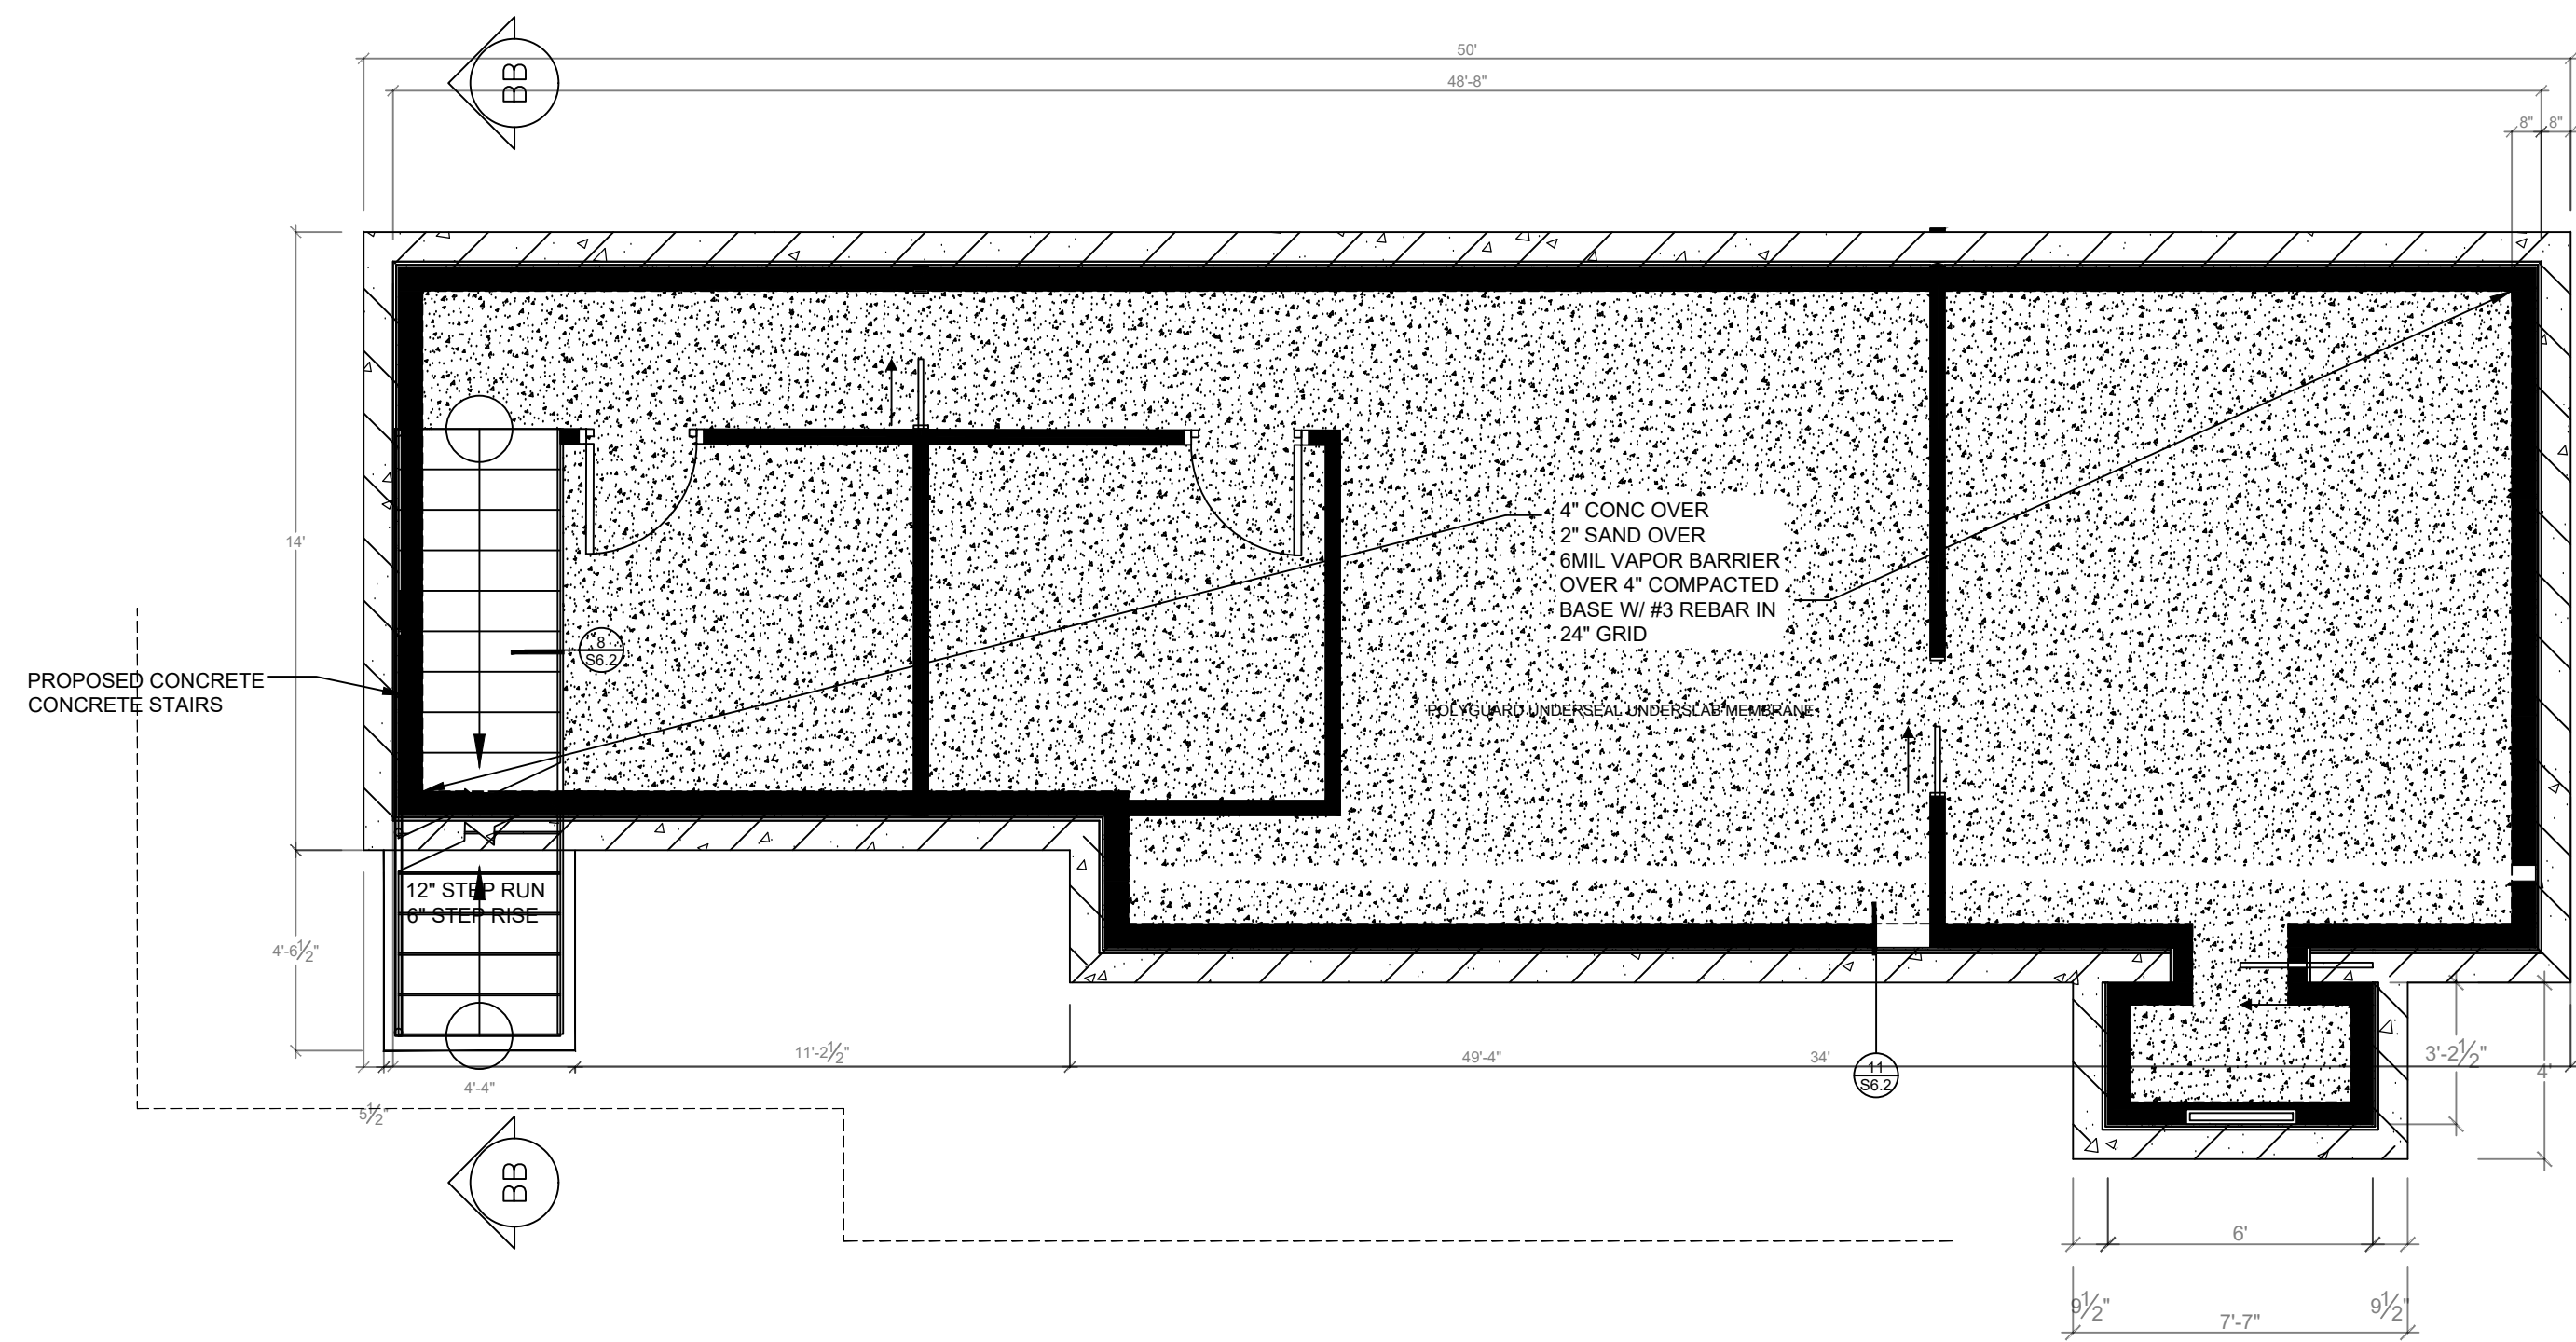 BB
50'
48'-8"
8"
8"
14'
4" CONC OVER
2" SAND OVER
6MIL VAPOR BARRIER
OVER 4" COMPACTED
BASE W/ #3 REBAR IN
24" GRID
8
S6.2
PROPOSED CONCRETE
CONCRETE STAIRS
POLYGUARD UNDERSEAL UNDERSLAB MEMBRANE
12" STEP RUN
6" STEP RISE
4'-6½"
11'-2½"
49'-4"
34'
11
S6.2
3'-2½"
4'
4'-4"
5½"
BB
6'
9½"
7'-7"
9½"